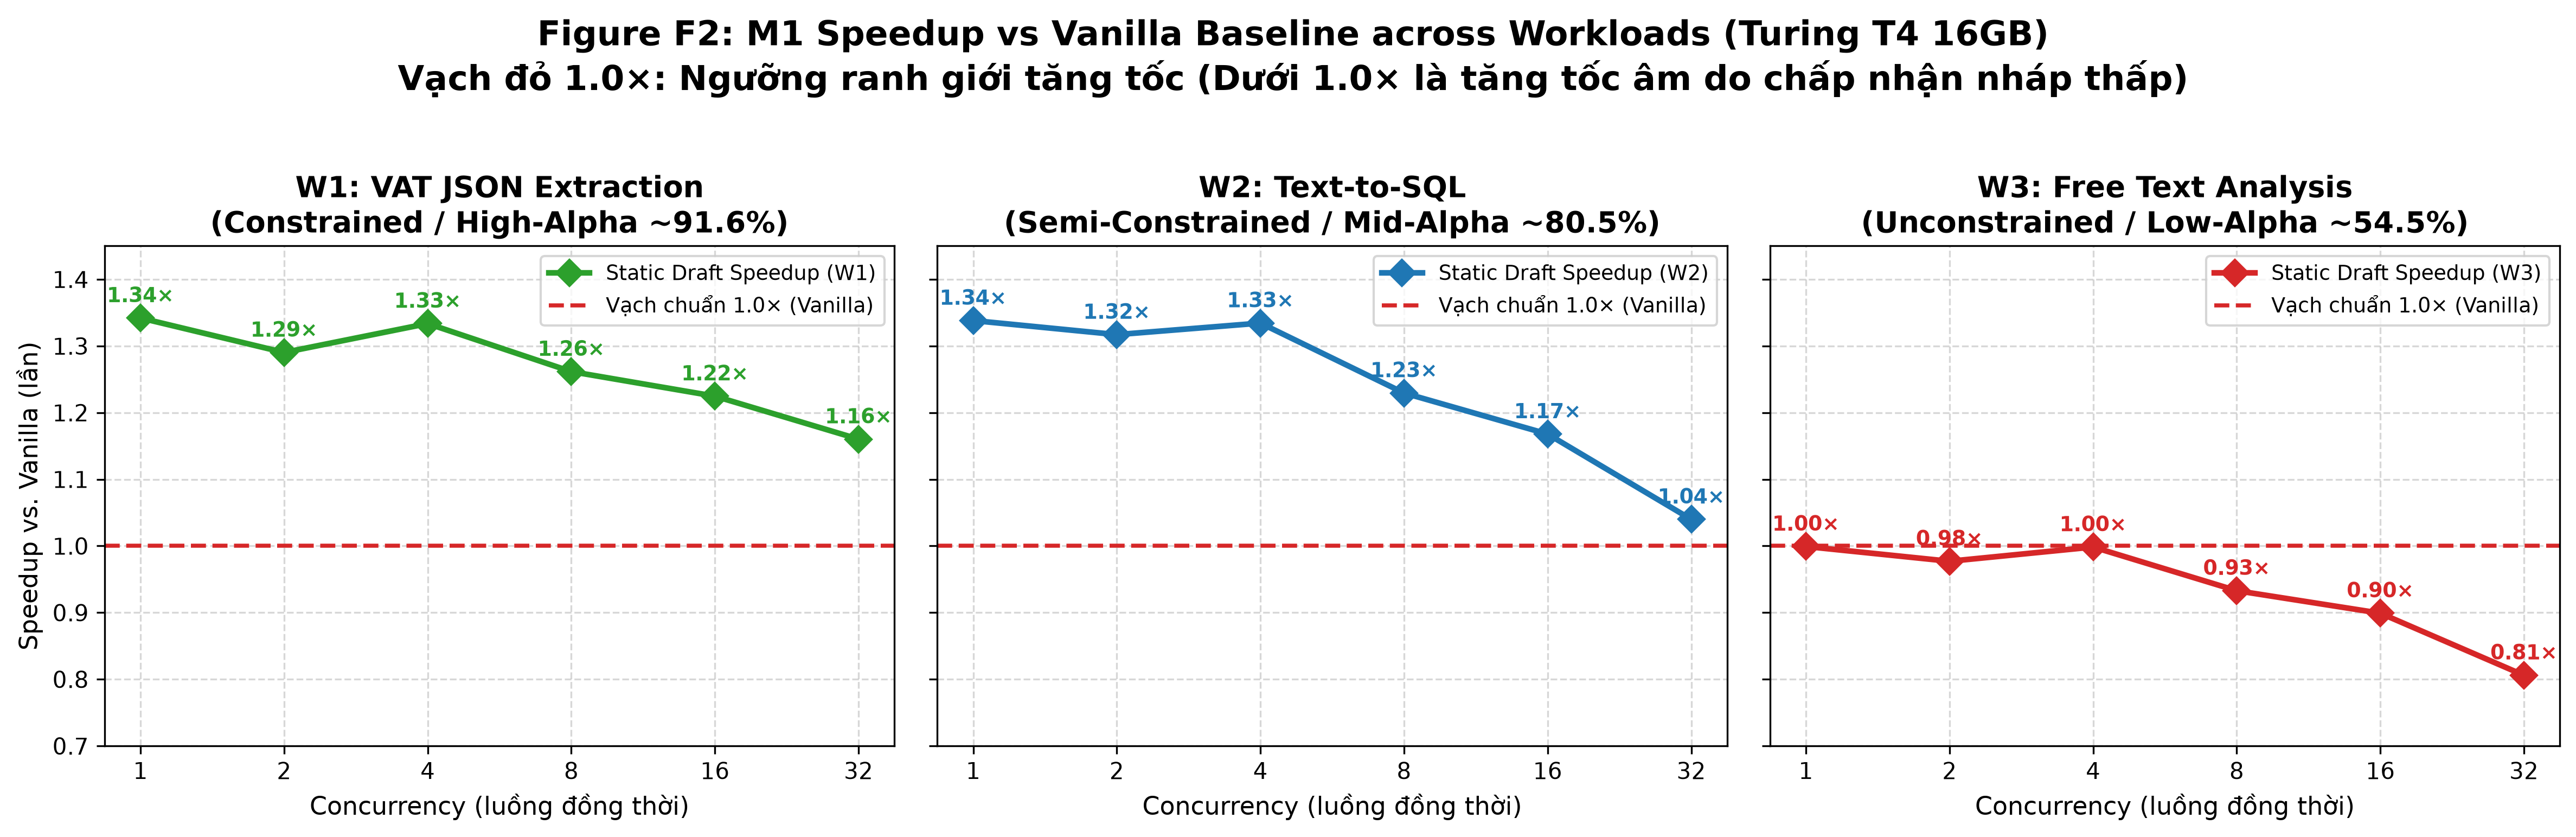 Figure F2: M1 Speedup vs Vanilla Baseline across Workloads (Turing T4 16GB)
Vạch đỏ 1.0×: Ngưỡng ranh giới tăng tốc (Dưới 1.0× là tăng tốc âm do chấp nhận nháp thấp)
W1: VAT JSON Extraction
(Constrained / High-Alpha ~91.6%)
Static Draft Speedup (W1)
Vạch chuẩn 1.0× (Vanilla)
1.34×
1.29×
1.33×
1.26×
1.22×
1.16×
Speedup vs. Vanilla (lần)
1.4
1.3
1.2
1.1
1.0
0.9
0.8
0.7
1 2 4 8 16 32
Concurrency (luồng đồng thời)
W2: Text-to-SQL
(Semi-Constrained / Mid-Alpha ~80.5%)
Static Draft Speedup (W2)
Vạch chuẩn 1.0× (Vanilla)
1.34×
1.32×
1.33×
1.23×
1.17×
1.04×
1 2 4 8 16 32
Concurrency (luồng đồng thời)
W3: Free Text Analysis
(Unconstrained / Low-Alpha ~54.5%)
Static Draft Speedup (W3)
Vạch chuẩn 1.0× (Vanilla)
1.00×
0.98×
1.00×
0.93×
0.90×
0.81×
1 2 4 8 16 32
Concurrency (luồng đồng thời)